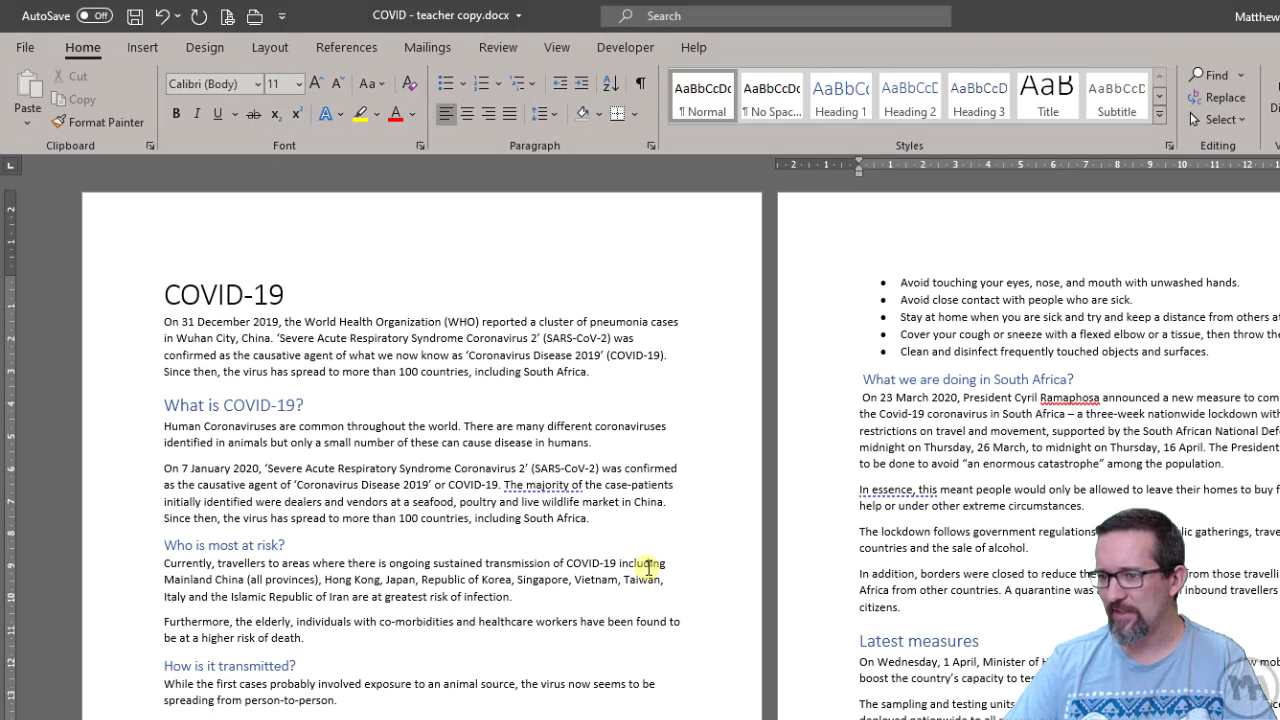 AutoSave Off COVID - teacher copy.docx Search Matthew
File Home Insert Design Layout References Mailings Review View Developer Help
Paste Cut Copy Format Painter
Calibri (Body) 11
¶ Normal ¶ No Spac... Heading 1 Heading 2 Heading 3 Title Subtitle
Find Replace Select
Clipboard Font Paragraph Styles Editing
COVID-19
On 31 December 2019, the World Health Organization (WHO) reported a cluster of pneumonia cases
in Wuhan City, China. ‘Severe Acute Respiratory Syndrome Coronavirus 2’ (SARS-CoV-2) was
confirmed as the causative agent of what we now know as ‘Coronavirus Disease 2019’ (COVID-19).
Since then, the virus has spread to more than 100 countries, including South Africa.
What is COVID-19?
Human Coronaviruses are common throughout the world. There are many different coronaviruses
identified in animals but only a small number of these can cause disease in humans.
On 7 January 2020, ‘Severe Acute Respiratory Syndrome Coronavirus 2’ (SARS-CoV-2) was confirmed
as the causative agent of ‘Coronavirus Disease 2019’ or COVID-19. The majority of the case-patients
initially identified were dealers and vendors at a seafood, poultry and live wildlife market in China.
Since then, the virus has spread to more than 100 countries, including South Africa.
Who is most at risk?
Currently, travellers to areas where there is ongoing sustained transmission of COVID-19 including
Mainland China (all provinces), Hong Kong, Japan, Republic of Korea, Singapore, Vietnam, Taiwan,
Italy and the Islamic Republic of Iran are at greatest risk of infection.
Furthermore, the elderly, individuals with co-morbidities and healthcare workers have been found to
be at a higher risk of death.
How is it transmitted?
While the first cases probably involved exposure to an animal source, the virus now seems to be
spreading from person-to-person.
Avoid touching your eyes, nose, and mouth with unwashed hands.
Avoid close contact with people who are sick.
Stay at home when you are sick and try and keep a distance from others at
Cover your cough or sneeze with a flexed elbow or a tissue, then throw the
Clean and disinfect frequently touched objects and surfaces.
What we are doing in South Africa?
On 23 March 2020, President Cyril Ramaphosa announced a new measure to com
the Covid-19 coronavirus in South Africa – a three-week nationwide lockdown with
restrictions on travel and movement, supported by the South African National Def
midnight on Thursday, 26 March, to midnight on Thursday, 16 April. The President
to be done to avoid “an enormous catastrophe” among the population.
In essence, this meant people would only be allowed to leave their homes to buy f
help or under other extreme circumstances.
The lockdown follows government regulations gatherings, trave
countries and the sale of alcohol.
In addition, borders were closed to reduce the from those travelli
Africa from other countries. A quarantine was inbound travellers
citizens.
Latest measures
On Wednesday, 1 April, Minister of new mob
boost the country’s capacity to
The sampling and testing units
deployed nationwide to all